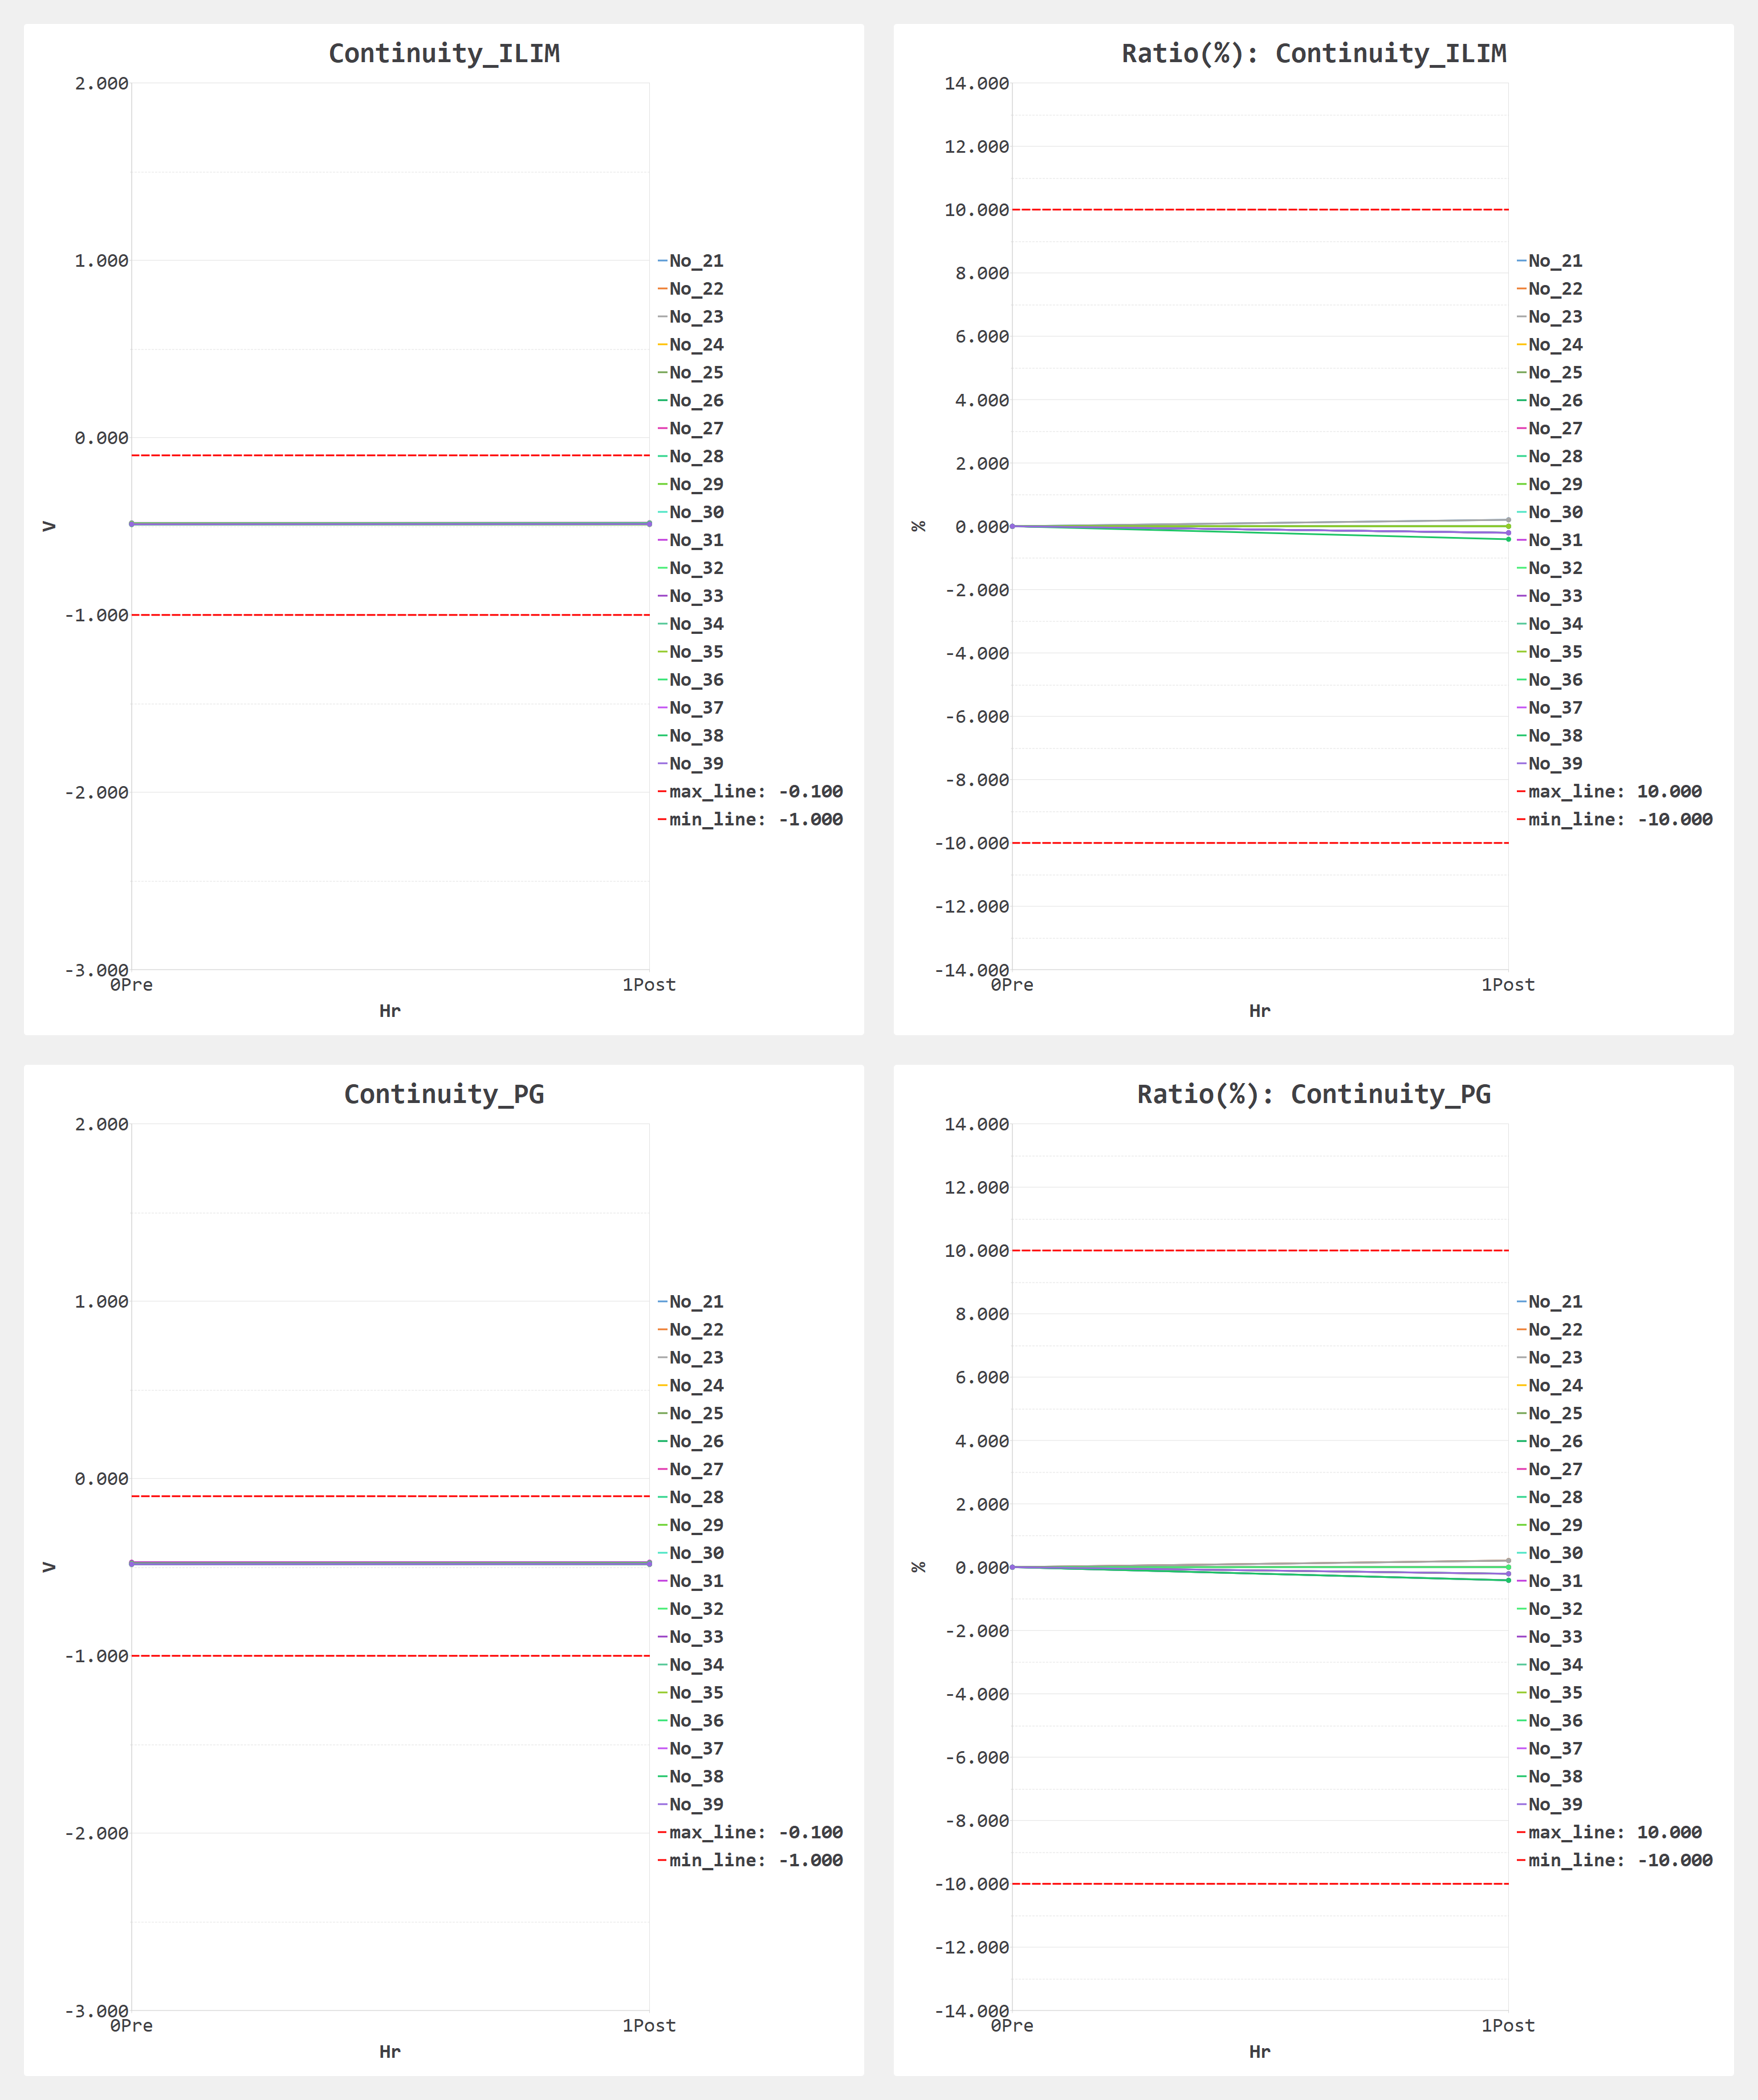 Continuity_ILIM
2.000
1.000
0.000
-1.000
-2.000
-3.000
V
0Pre
1Post
Hr
No_21
No_22
No_23
No_24
No_25
No_26
No_27
No_28
No_29
No_30
No_31
No_32
No_33
No_34
No_35
No_36
No_37
No_38
No_39
max_line: -0.100
min_line: -1.000
Ratio(%): Continuity_ILIM
14.000
12.000
10.000
8.000
6.000
4.000
2.000
0.000
-2.000
-4.000
-6.000
-8.000
-10.000
-12.000
-14.000
%
0Pre
1Post
Hr
No_21
No_22
No_23
No_24
No_25
No_26
No_27
No_28
No_29
No_30
No_31
No_32
No_33
No_34
No_35
No_36
No_37
No_38
No_39
max_line: 10.000
min_line: -10.000
Continuity_PG
2.000
1.000
0.000
-1.000
-2.000
-3.000
V
0Pre
1Post
Hr
No_21
No_22
No_23
No_24
No_25
No_26
No_27
No_28
No_29
No_30
No_31
No_32
No_33
No_34
No_35
No_36
No_37
No_38
No_39
max_line: -0.100
min_line: -1.000
Ratio(%): Continuity_PG
14.000
12.000
10.000
8.000
6.000
4.000
2.000
0.000
-2.000
-4.000
-6.000
-8.000
-10.000
-12.000
-14.000
%
0Pre
1Post
Hr
No_21
No_22
No_23
No_24
No_25
No_26
No_27
No_28
No_29
No_30
No_31
No_32
No_33
No_34
No_35
No_36
No_37
No_38
No_39
max_line: 10.000
min_line: -10.000